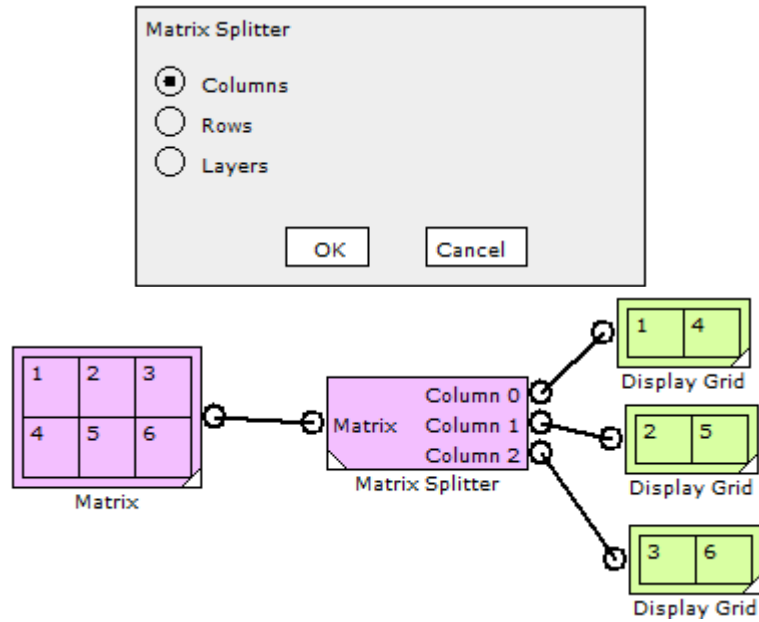 Matrix Splitter
Columns
Rows
Layers
OK Cancel
1 2 3
4 5 6
Matrix
Matrix
Column 0
Column 1
Column 2
Matrix Splitter
1 4
Display Grid
2 5
Display Grid
3 6
Display Grid